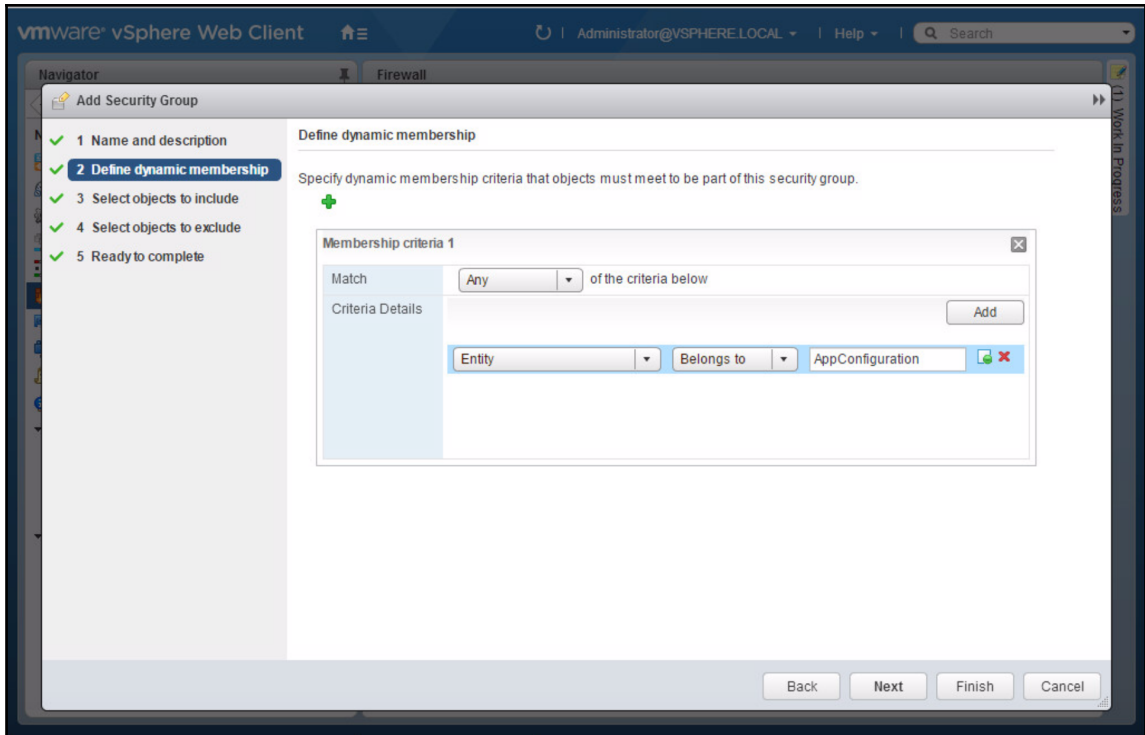 vmware® vSphere Web Client
Administrator@VSPHERE.LOCAL
Help
Search
Navigator
Firewall
(1) Work In Progress
Add Security Group
1 Name and description
2 Define dynamic membership
3 Select objects to include
4 Select objects to exclude
5 Ready to complete
Define dynamic membership
Specify dynamic membership criteria that objects must meet to be part of this security group.
Membership criteria 1
Match Any of the criteria below
Criteria Details
Add
Entity Belongs to AppConfiguration
Back Next Finish Cancel